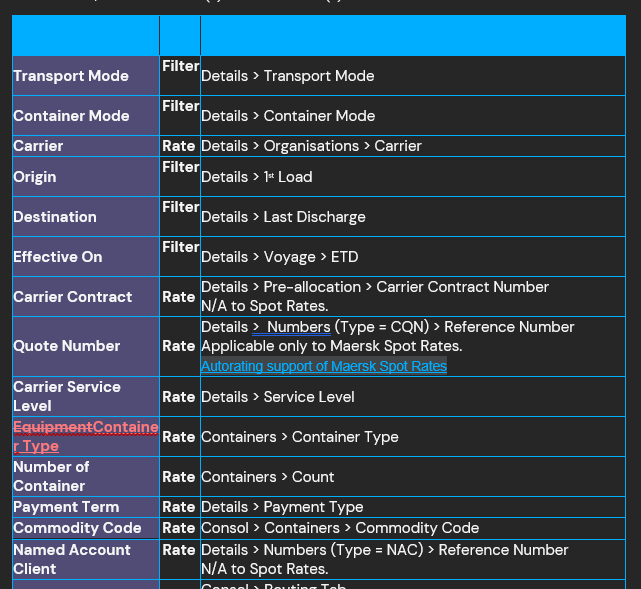 Transport Mode Filter Details > Transport Mode
Container Mode Filter Details > Container Mode
Carrier Rate Details > Organisations > Carrier
Origin Filter Details > 1st Load
Destination Filter Details > Last Discharge
Effective On Filter Details > Voyage > ETD
Carrier Contract Rate Details > Pre-allocation > Carrier Contract Number
N/A to Spot Rates.
Quote Number Rate Details >  Numbers (Type = CQN) > Reference Number
Applicable only to Maersk Spot Rates.
Autorating support of Maersk Spot Rates
Carrier Service
Level Rate Details > Service Level
EquipmentContaine
r Type Rate Containers > Container Type
Number of
Container Rate Containers > Count
Payment Term Rate Details > Payment Type
Commodity Code Rate Consol > Containers > Commodity Code
Named Account
Client Rate Details > Numbers (Type = NAC) > Reference Number
N/A to Spot Rates.
Consol > Routing Tab